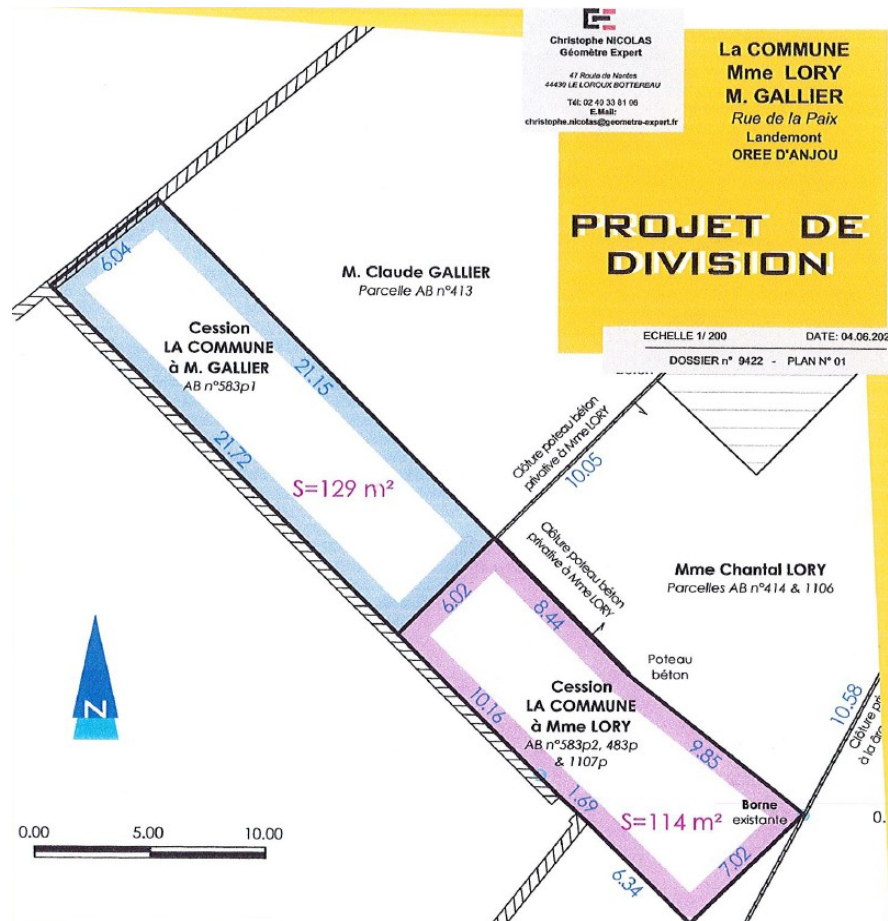 Christophe NICOLAS
Géomètre Expert
47 Route de Nantes
44430 LE LOROUX BOTTEREAU
Tél: 02 40 33 81 06
E.Mail:
christophe.nicolas@geometre-expert.fr
La COMMUNE
Mme LORY
M. GALLIER
Rue de la Paix
Landemont
OREE D'ANJOU
PROJET DE
DIVISION
ECHELLE 1/ 200 DATE: 04.06.202
DOSSIER n° 9422 - PLAN N° 01
M. Claude GALLIER
Parcelle AB n°413
6.04
Cession
LA COMMUNE
à M. GALLIER
AB n°583p1
21.15
21.72
S=129 m²
Clôture poteau béton
privative à Mme LORY
10.05
Clôture poteau béton
privative à Mme LORY
Mme Chantal LORY
Parcelles AB n°414 & 1106
6.02
8.44
Poteau
béton
Cession
LA COMMUNE
à Mme LORY
AB n°583p2, 483p
& 1107p
10.16
9.85
10.58
Clôture
à la
1.69
S=114 m²
Borne
existante
0.
7.02
6.34
N
0.00 5.00 10.00